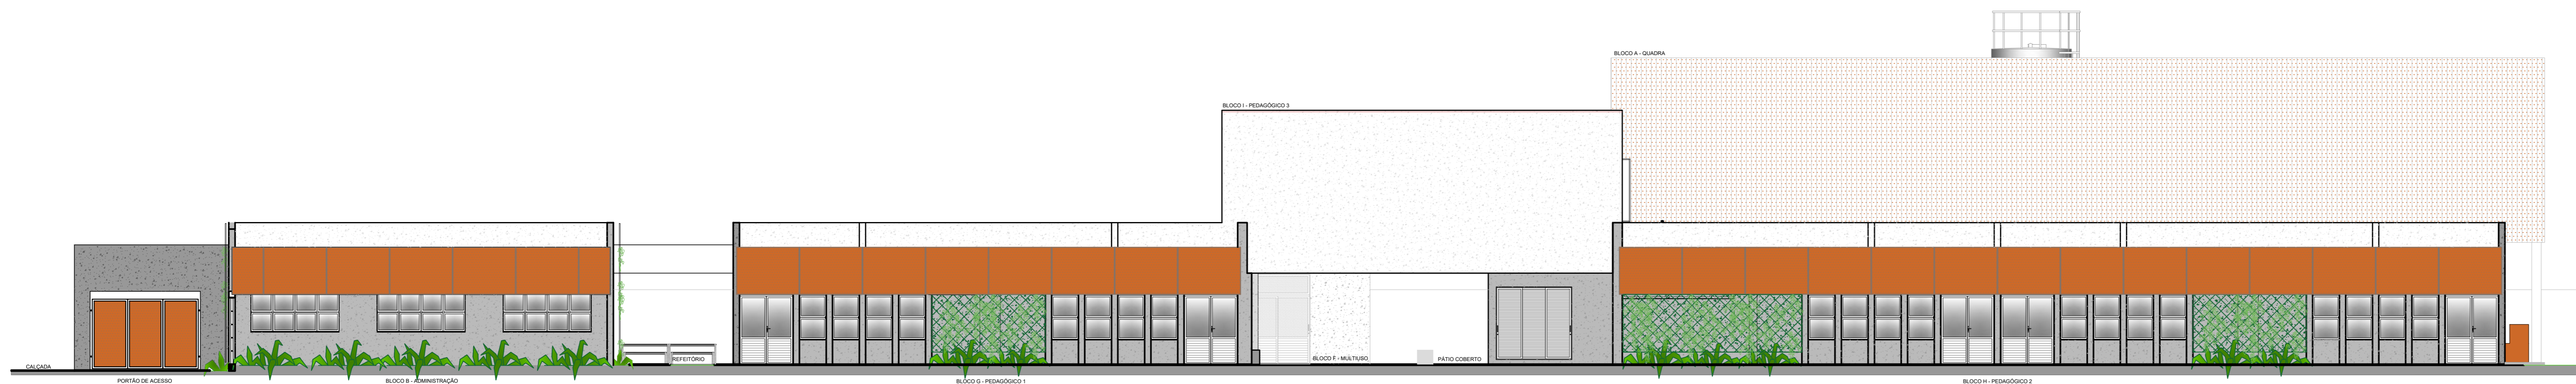 BLOCO A - QUADRA
BLOCO I - PEDAGÓGICO 3
REFEITÓRIO
BLOCO F - MULTIUSO
PÁTIO COBERTO
CALÇADA
PORTÃO DE ACESSO
BLOCO B - ADMINISTRAÇÃO
BLOCO G - PEDAGÓGICO 1
BLOCO H - PEDAGÓGICO 2